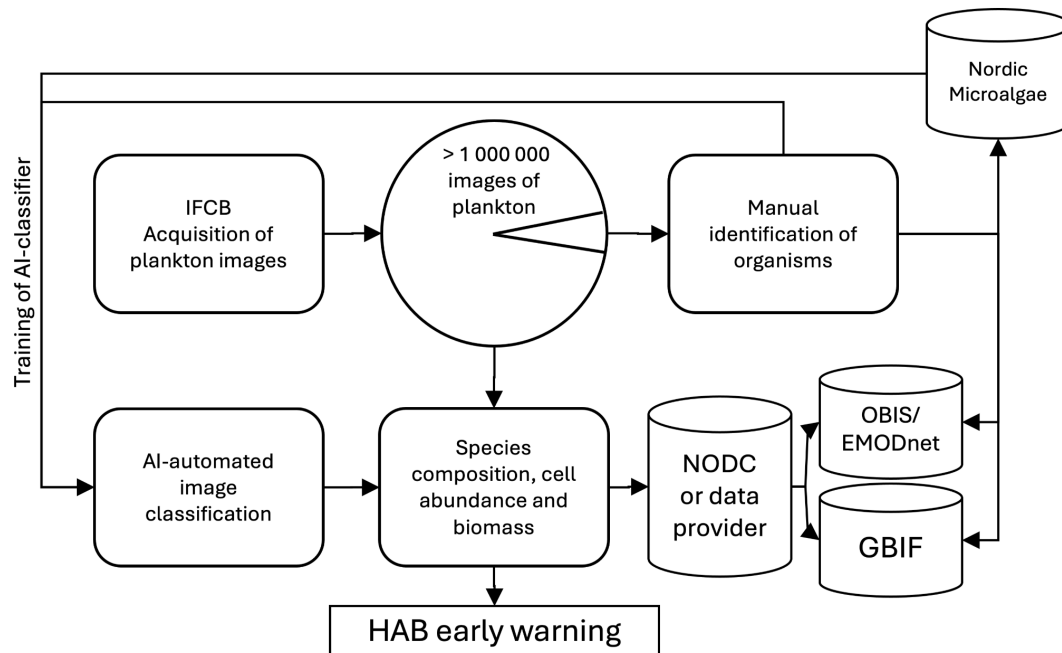 Nordic
Microalgae
> 1 000 000
images of
plankton
IFCB
Acquisition of
plankton images
Manual
identification of
organisms
Training of AI-classifier
AI-automated
image
classification
Species
composition, cell
abundance and
biomass
NODC
or data
provider
OBIS/
EMODnet
GBIF
HAB early warning